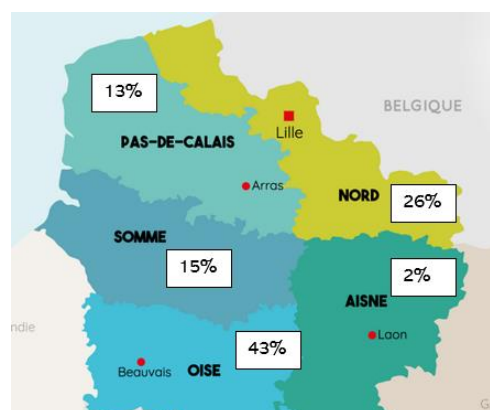 13%
BELGIQUE
Lille
PAS-DE-CALAIS
Arras
NORD
26%
SOMME
15%
2%
AISNE
ndie
Laon
43%
Beauvais
OISE
G